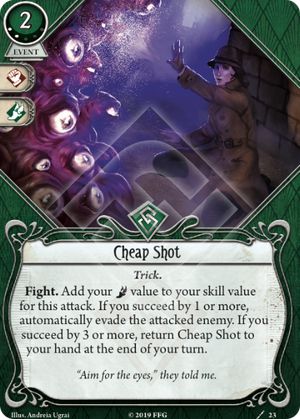 2
EVENT
Cheap Shot
Trick.
Fight. Add your value to your skill value
for this attack. If you succeed by 1 or more,
automatically evade the attacked enemy. If you
succeed by 3 or more, return Cheap Shot to
your hand at the end of your turn.
“Aim for the eyes,” they told me.
Illus. Andreia Ugrai
© 2019 FFG
23